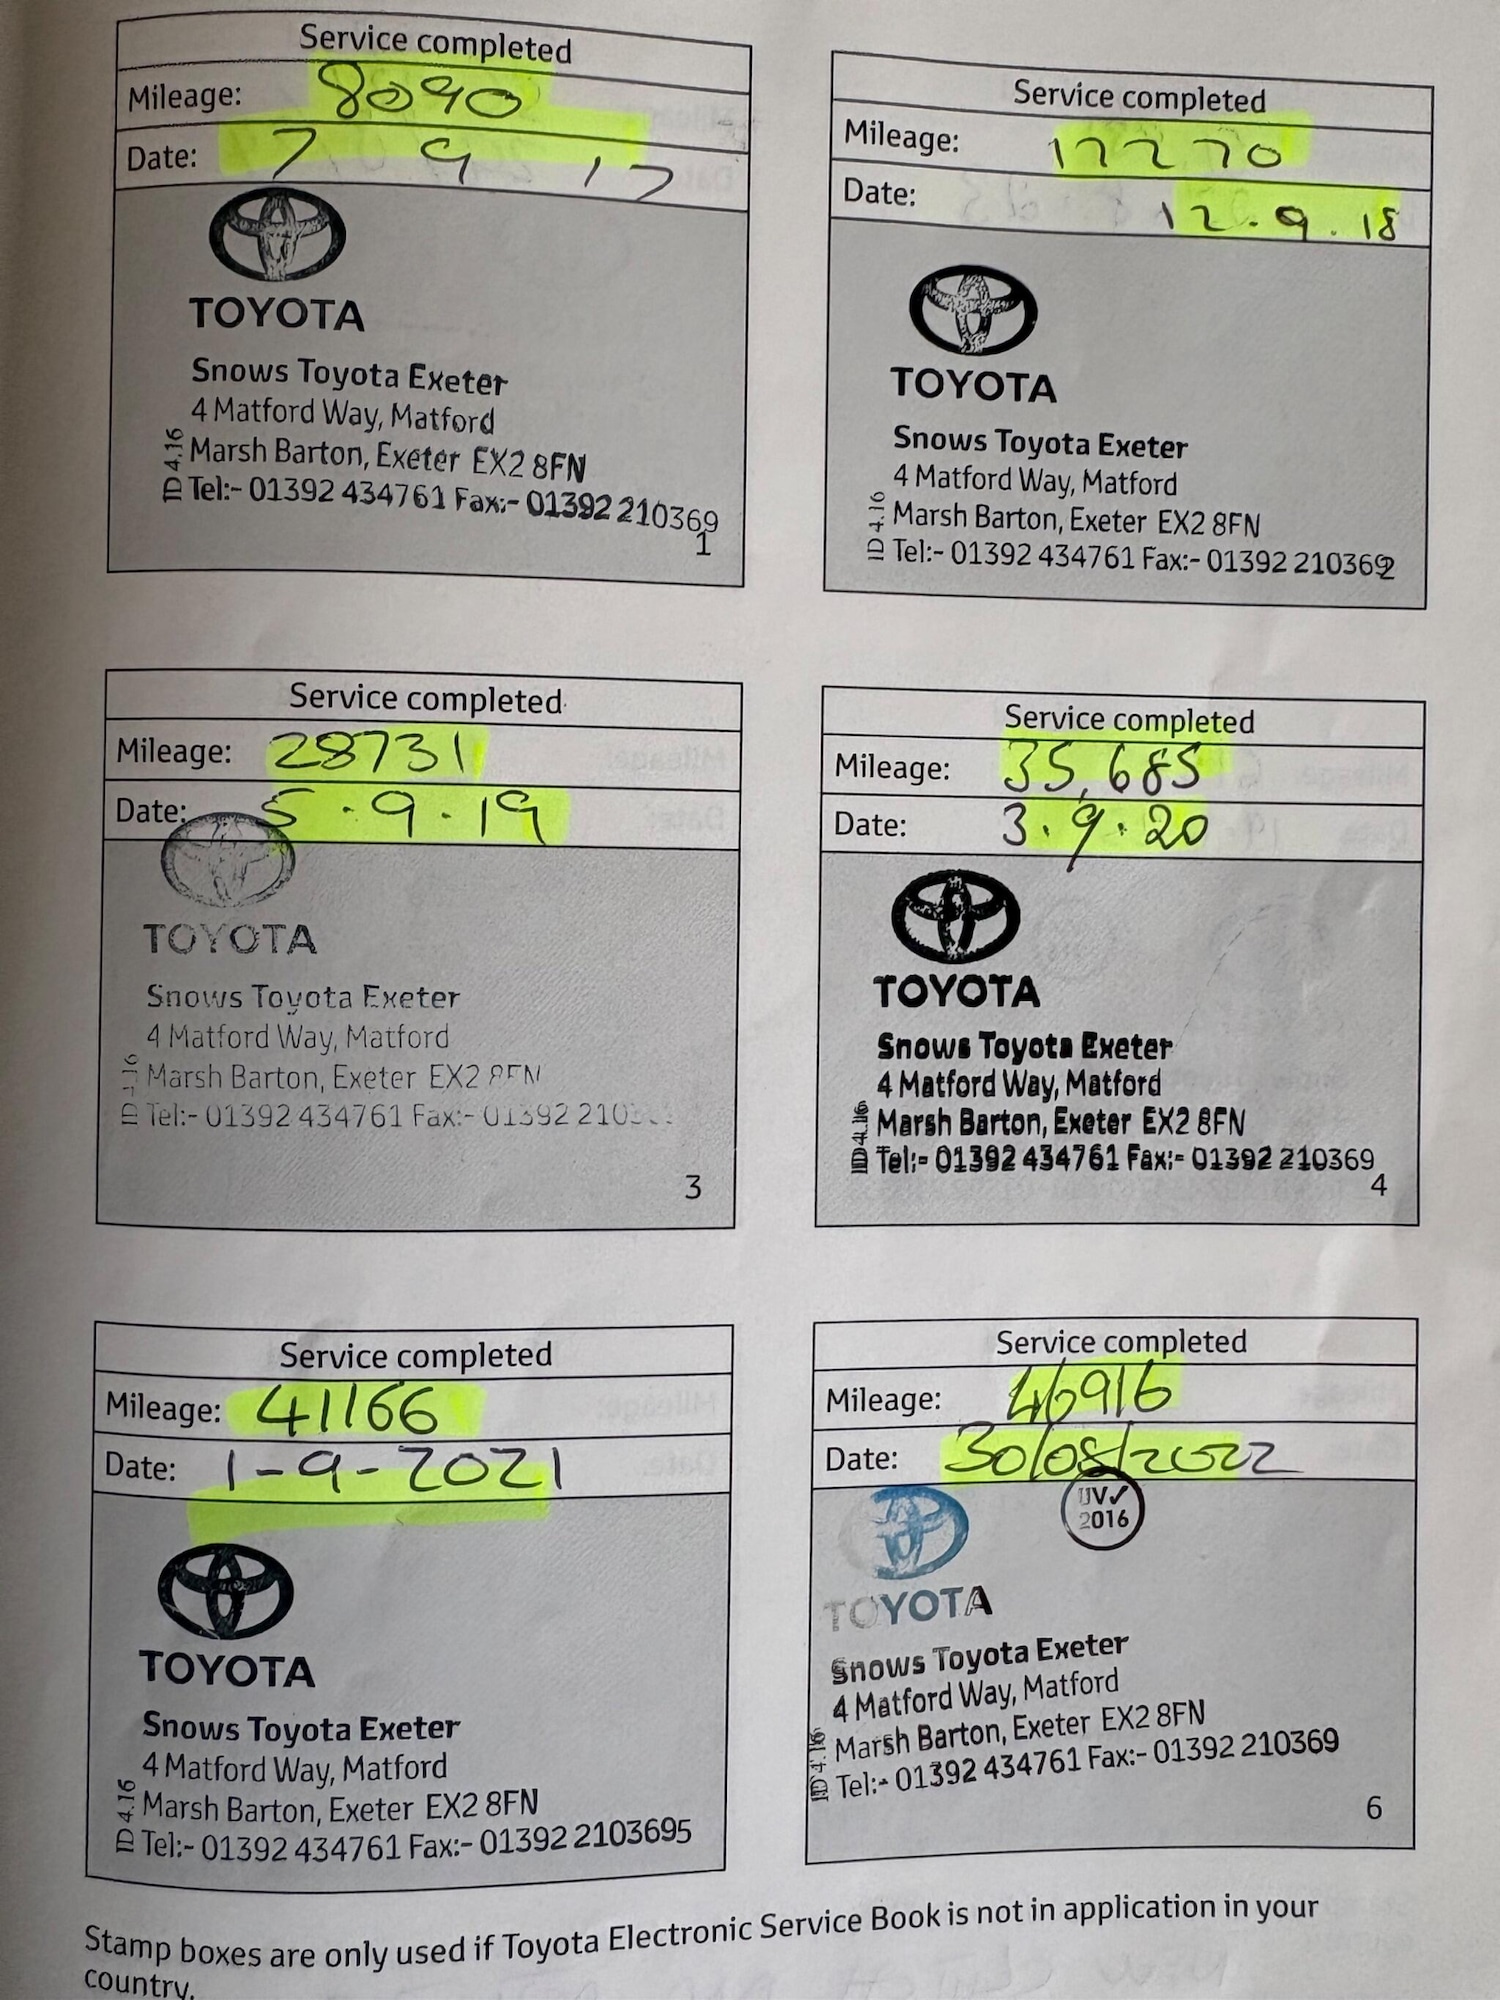 Service completed
Mileage: 8090
Date: 7 9 17
TOYOTA
Snows Toyota Exeter
4 Matford Way, Matford
Marsh Barton, Exeter EX2 8FN
Tel:- 01392 434761 Fax:- 01392 210369
ID 4.16
1
Service completed
Mileage: 17270
Date: 12.9.18
TOYOTA
Snows Toyota Exeter
4 Matford Way, Matford
Marsh Barton, Exeter EX2 8FN
Tel:- 01392 434761 Fax:- 01392 210369
ID 4.16
2
Service completed
Mileage: 28731
Date: 5.9.19
TOYOTA
Snows Toyota Exeter
4 Matford Way, Matford
Marsh Barton, Exeter EX2 8FN
Tel:- 01392 434761 Fax:- 01392 210
3
Service completed
Mileage: 35,685
Date: 3.9.20
TOYOTA
Snows Toyota Exeter
4 Matford Way, Matford
Marsh Barton, Exeter EX2 8FN
Tel:- 01392 434761 Fax:- 01392 210369
ID 4.16
4
Service completed
Mileage: 41166
Date: 1-9-2021
TOYOTA
Snows Toyota Exeter
4 Matford Way, Matford
Marsh Barton, Exeter EX2 8FN
Tel:- 01392 434761 Fax:- 01392 210369
ID 4.16
5
Service completed
Mileage: 46916
Date: 30/08/2022
UV✓
2016
TOYOTA
Snows Toyota Exeter
4 Matford Way, Matford
Marsh Barton, Exeter EX2 8FN
Tel:- 01392 434761 Fax:- 01392 210369
ID 4.16
6
Stamp boxes are only used if Toyota Electronic Service Book is not in application in your
country.